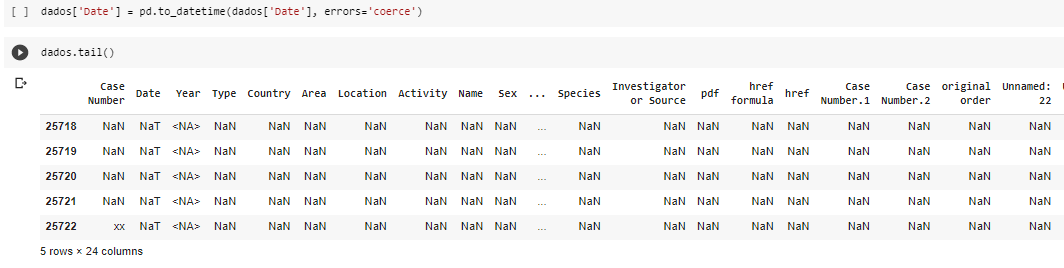 [ ] dados['Date'] = pd.to_datetime(dados['Date'], errors='coerce')
dados.tail()
Case Number Date Year Type Country Area Location Activity Name Sex ... Species Investigator or Source pdf href formula href Case Number.1 Case Number.2 original order Unnamed: 22
25718 NaN NaT <NA> NaN NaN NaN NaN NaN NaN NaN ... NaN NaN NaN NaN NaN NaN NaN NaN NaN
25719 NaN NaT <NA> NaN NaN NaN NaN NaN NaN NaN ... NaN NaN NaN NaN NaN NaN NaN NaN NaN
25720 NaN NaT <NA> NaN NaN NaN NaN NaN NaN NaN ... NaN NaN NaN NaN NaN NaN NaN NaN NaN
25721 NaN NaT <NA> NaN NaN NaN NaN NaN NaN NaN ... NaN NaN NaN NaN NaN NaN NaN NaN NaN
25722 xx NaT <NA> NaN NaN NaN NaN NaN NaN NaN ... NaN NaN NaN NaN NaN NaN NaN NaN NaN
5 rows × 24 columns